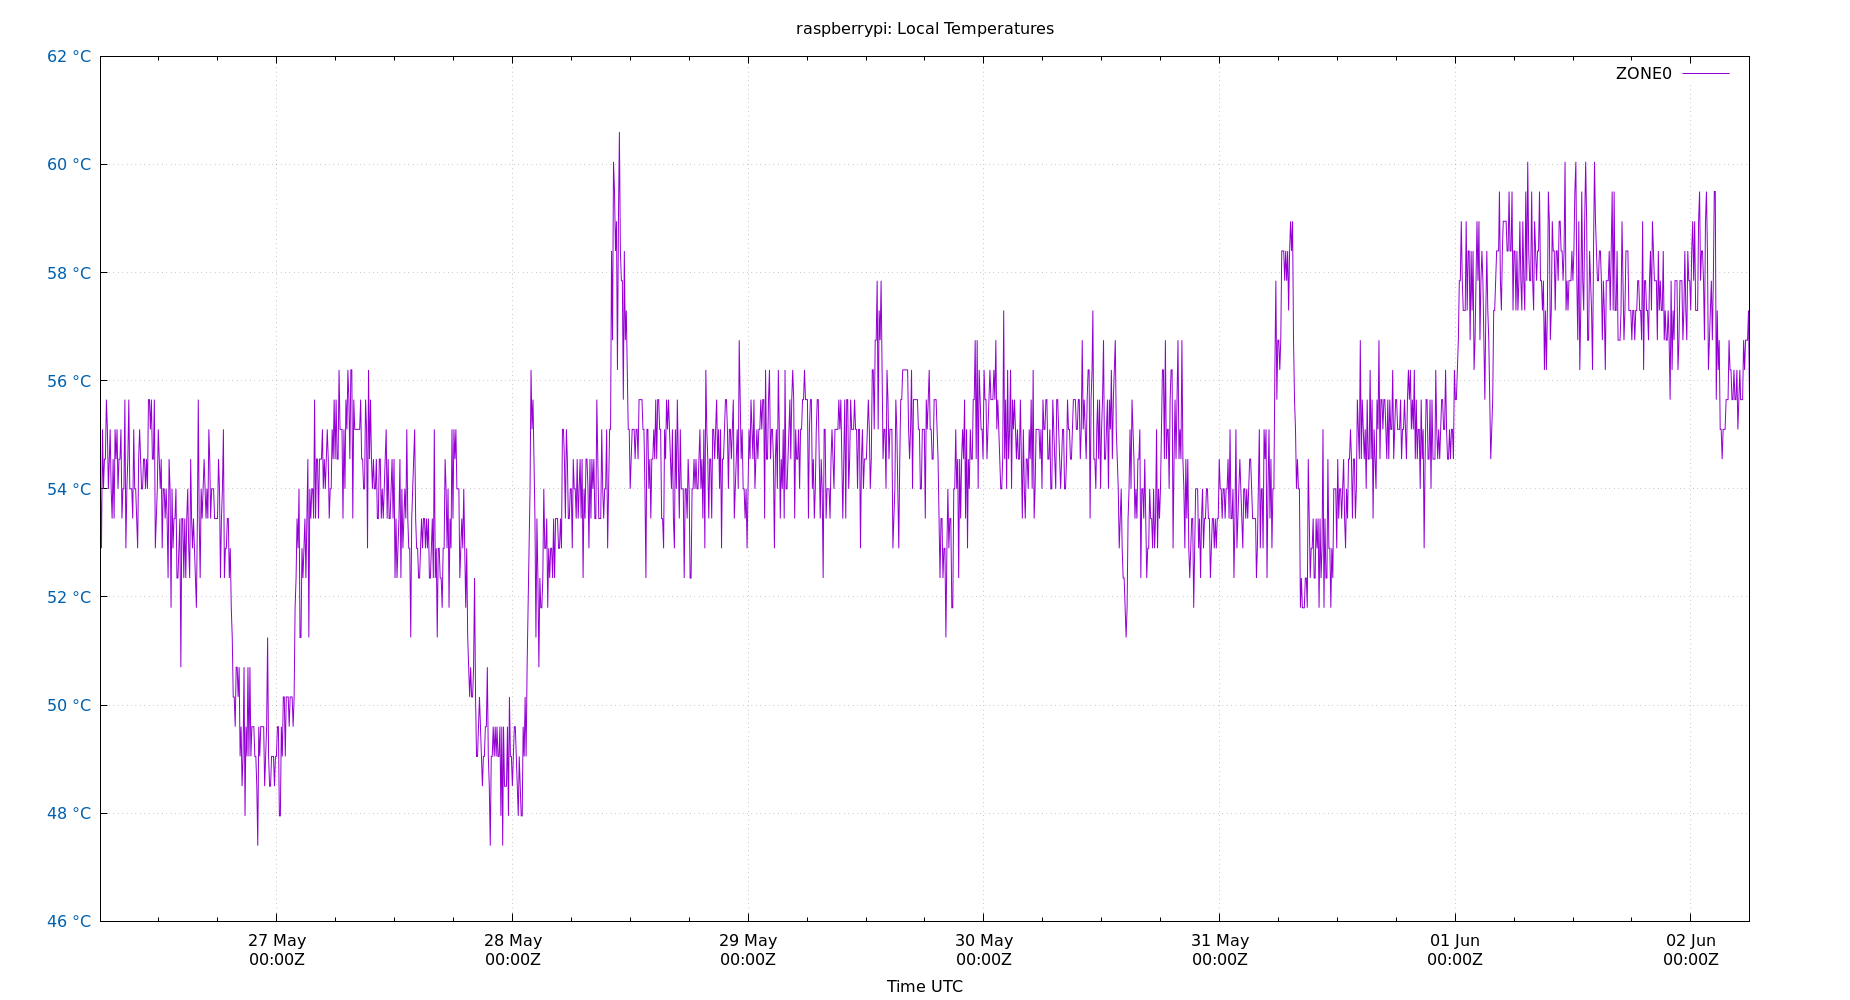 raspberrypi: Local Temperatures
62 °C
ZONE0
60 °C
58 °C
56 °C
54 °C
52 °C
50 °C
48 °C
46 °C
27 May 28 May 29 May 30 May 31 May 01 Jun 02 Jun
00:00Z 00:00Z 00:00Z 00:00Z 00:00Z 00:00Z 00:00Z
Time UTC